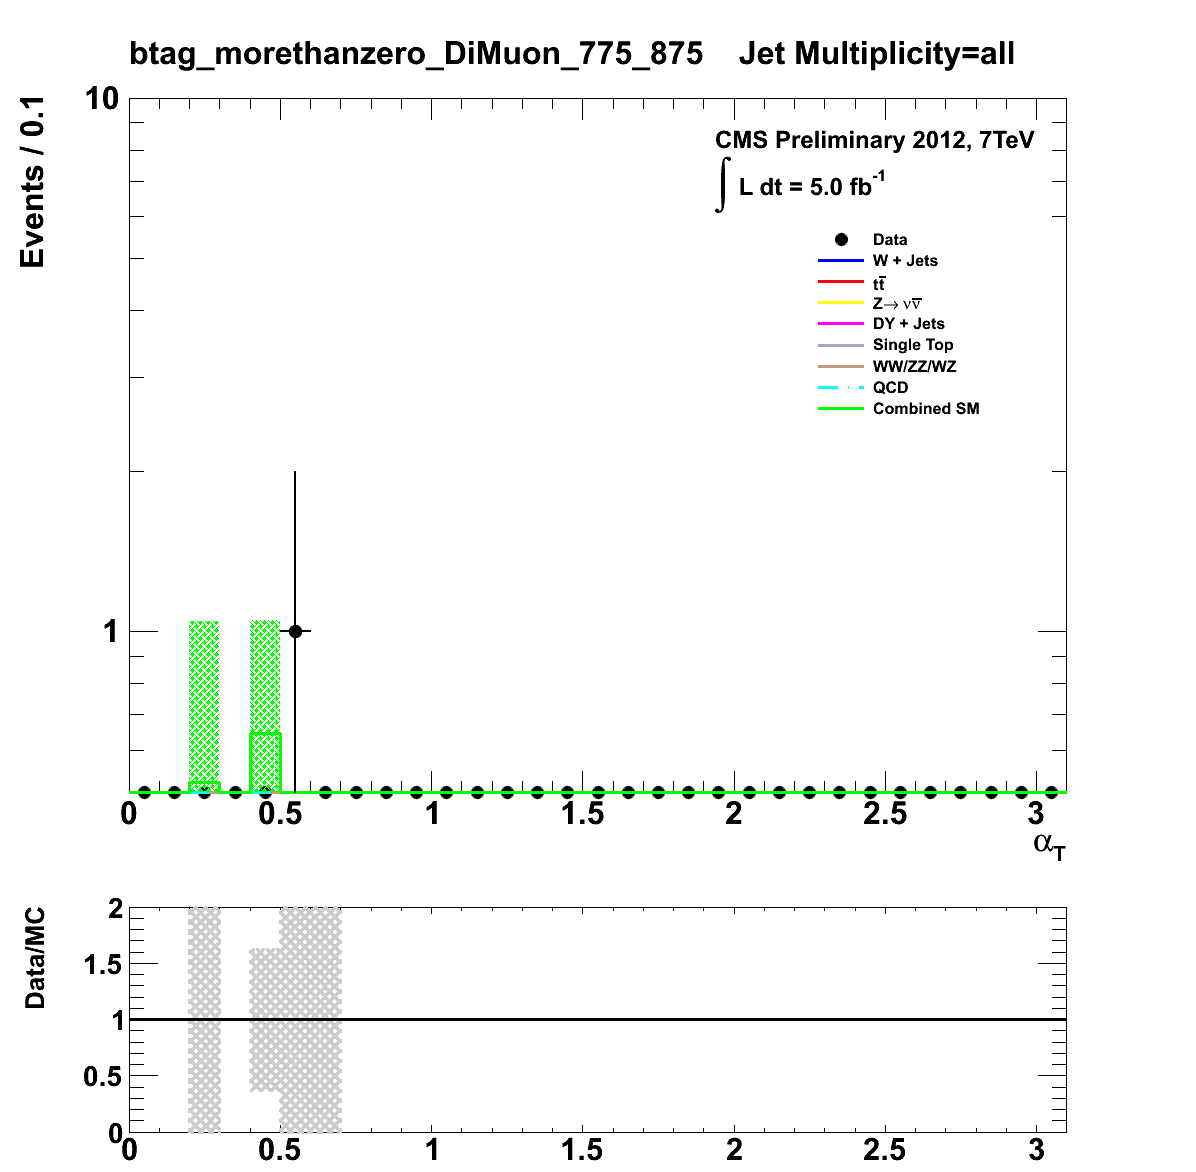 btag_morethanzero_DiMuon_775_875 Jet Multiplicity=all
Events / 0.1
10
1
CMS Preliminary 2012, 7TeV
∫ L dt = 5.0 fb⁻¹
Data
W + Jets
tt̅
Z→ νν̅
DY + Jets
Single Top
WW/ZZ/WZ
QCD
Combined SM
0 0.5 1 1.5 2 2.5 3
α_T
Data/MC
2
1.5
1
0.5
0
0 0.5 1 1.5 2 2.5 3